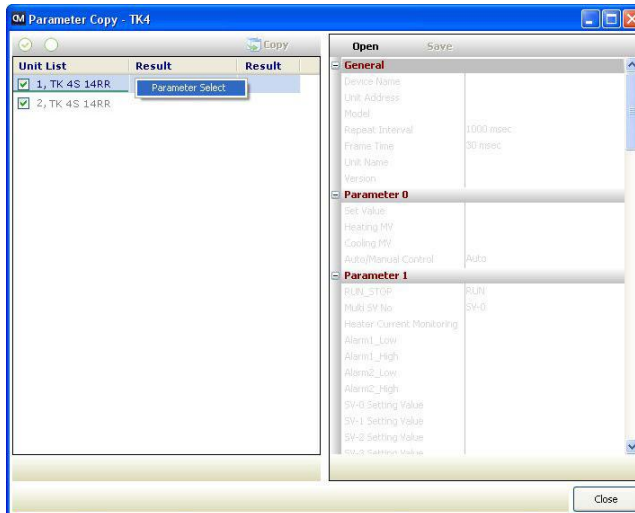 Parameter Copy - TK4
Copy
Unit List Result Result
1, TK 4S 14RR
Parameter Select
2, TK 4S 14RR
Open Save
General
Device Name
Unit Address
Model
Repeat Interval 1000 msec
Frame Time 30 msec
Unit Name
Version
Parameter 0
Set Value
Heating MV
Cooling MV
Auto/Manual Control Auto
Parameter 1
RUN_STOP RUN
Multi SV No SV-0
Heater Current Monitoring
Alarm1_Low
Alarm1_High
Alarm2_Low
Alarm2_High
SV-0 Setting Value
SV-1 Setting Value
SV-2 Setting Value
SV-3 Setting Value
Close